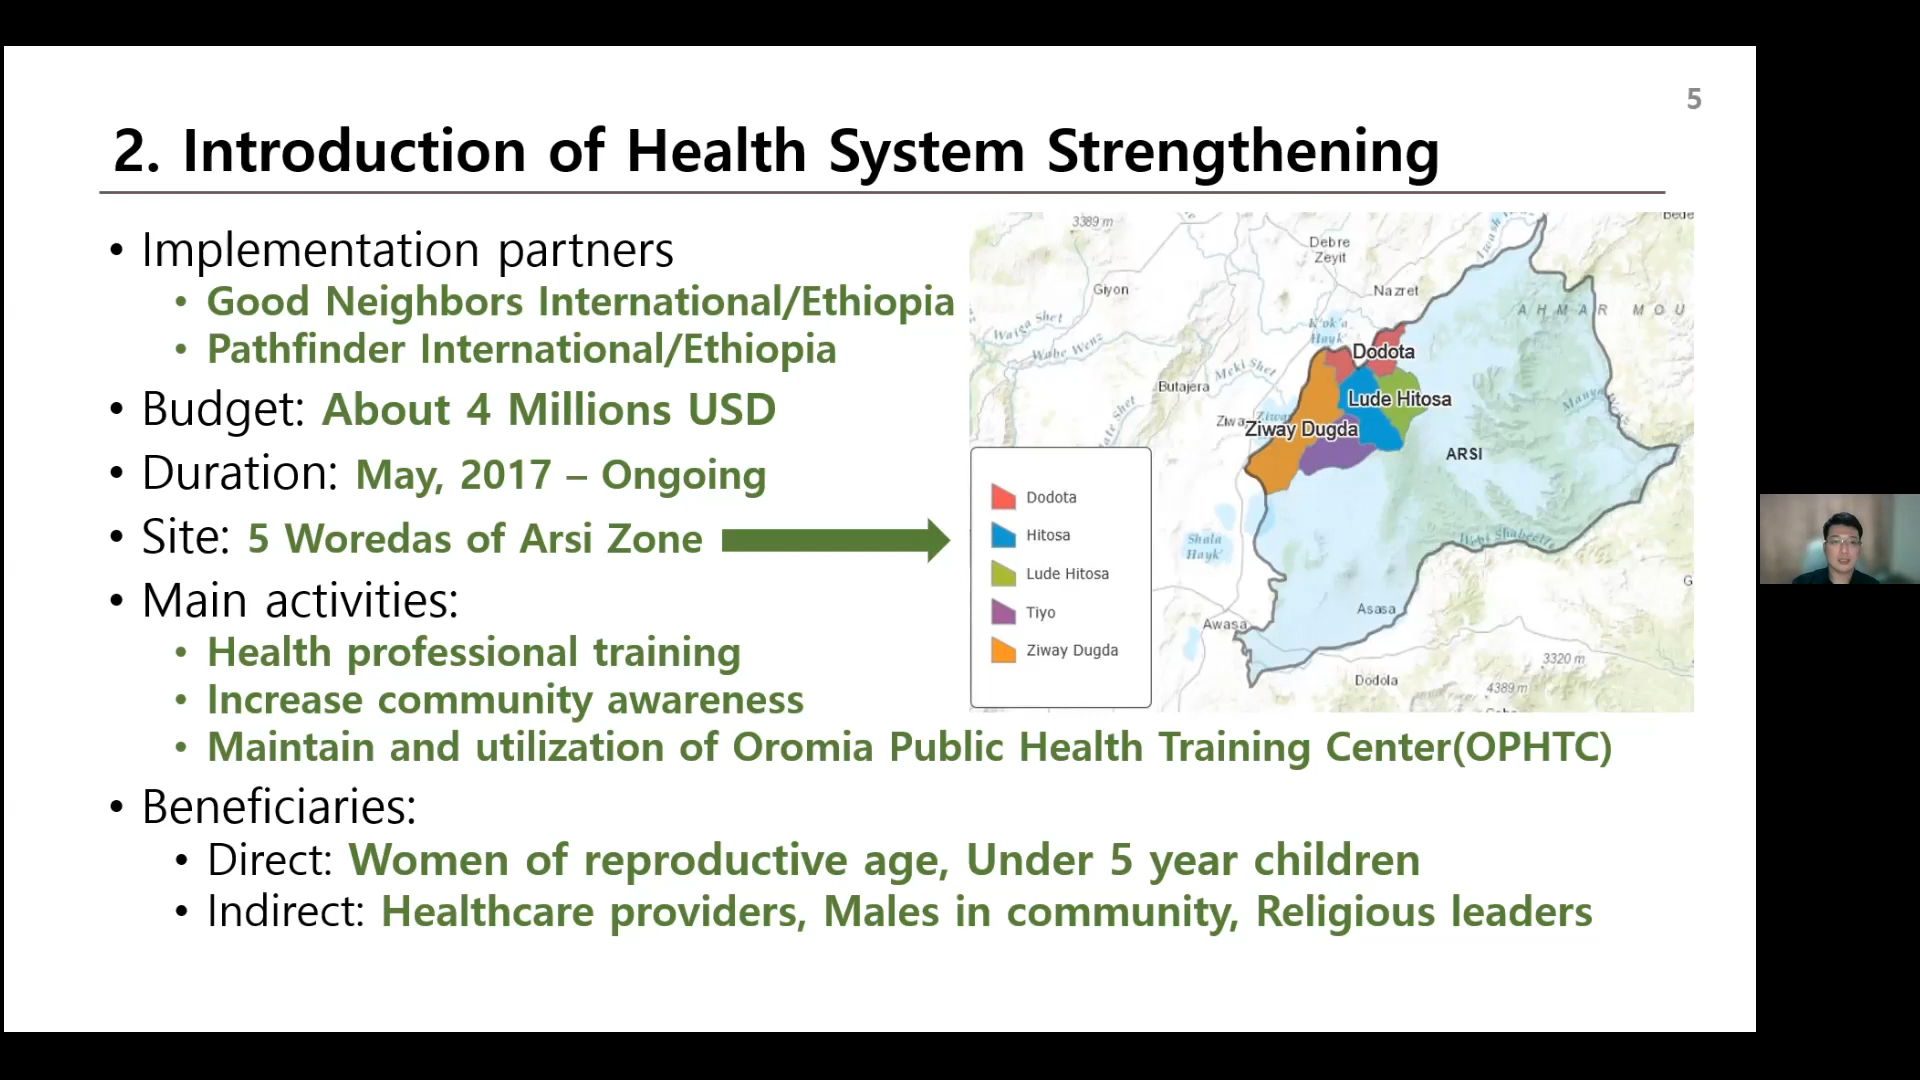 5
2. Introduction of Health System Strengthening
• Implementation partners
• Good Neighbors International/Ethiopia
• Pathfinder International/Ethiopia
• Budget: About 4 Millions USD
• Duration: May, 2017 – Ongoing
• Site: 5 Woredas of Arsi Zone
• Main activities:
• Health professional training
• Increase community awareness
• Maintain and utilization of Oromia Public Health Training Center(OPHTC)
• Beneficiaries:
• Direct: Women of reproductive age, Under 5 year children
• Indirect: Healthcare providers, Males in community, Religious leaders
3389 m
Debre
Zeyit
Giyon
Nazret
AHMAR MOU
Waiga Shet
Wabe Wenz
K'ok'a
Hayk'
Dodota
Meki Shet
Butajera
Lude Hitosa
Ziway Dugda
ARSI
Dodota
Hitosa
Lude Hitosa
Tiyo
Ziway Dugda
Shala
Hayk'
Webi Shabeelle
Asasa
Awasa
3320 m
Dodola
4389 m